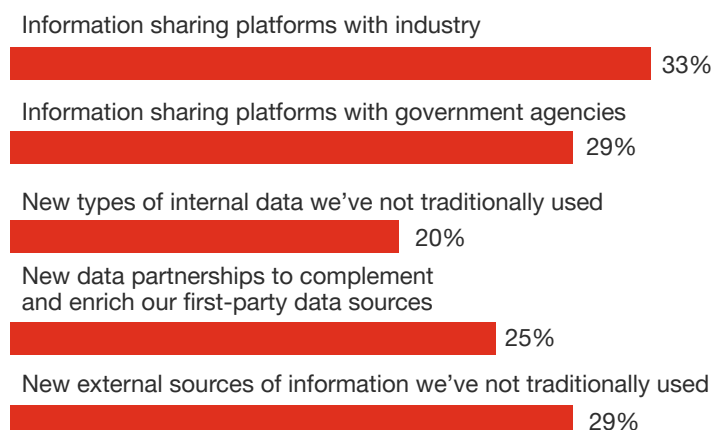 Information sharing platforms with industry
33%
Information sharing platforms with government agencies
29%
New types of internal data we’ve not traditionally used
20%
New data partnerships to complement
and enrich our first-party data sources
25%
New external sources of information we’ve not traditionally used
29%